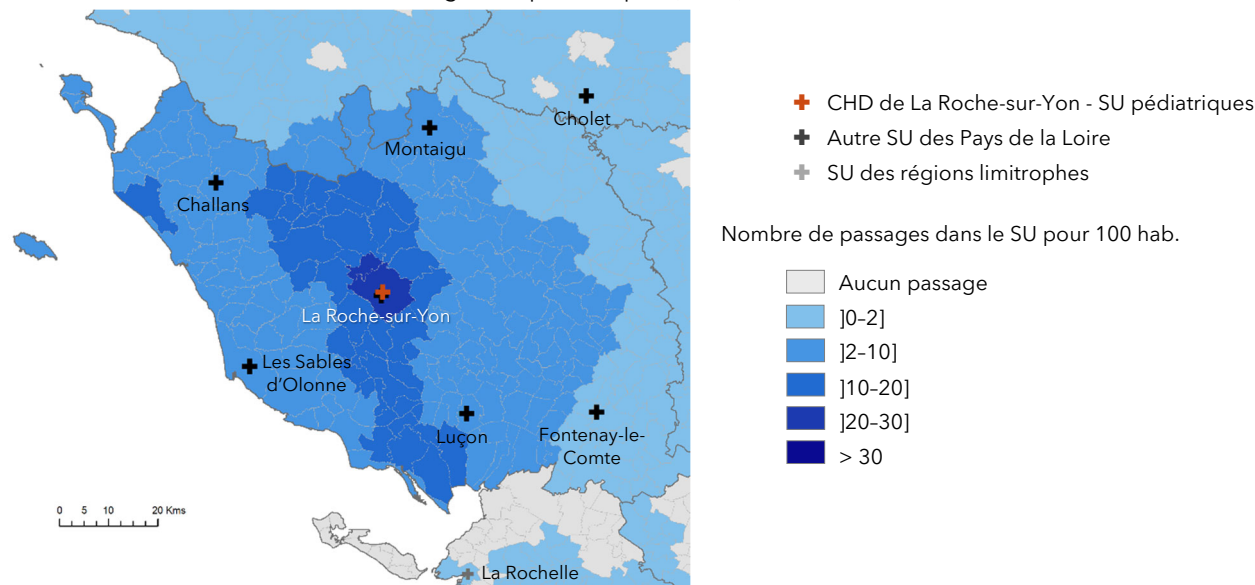 Cholet
Montaigu
Challans
La Roche-sur-Yon
Les Sables
d'Olonne
Luçon
Fontenay-le-
Comte
La Rochelle
0 5 10 20 Kms
CHD de La Roche-sur-Yon - SU pédiatriques
Autre SU des Pays de la Loire
SU des régions limitrophes
Nombre de passages dans le SU pour 100 hab.
Aucun passage
]0-2]
]2-10]
]10-20]
]20-30]
> 30